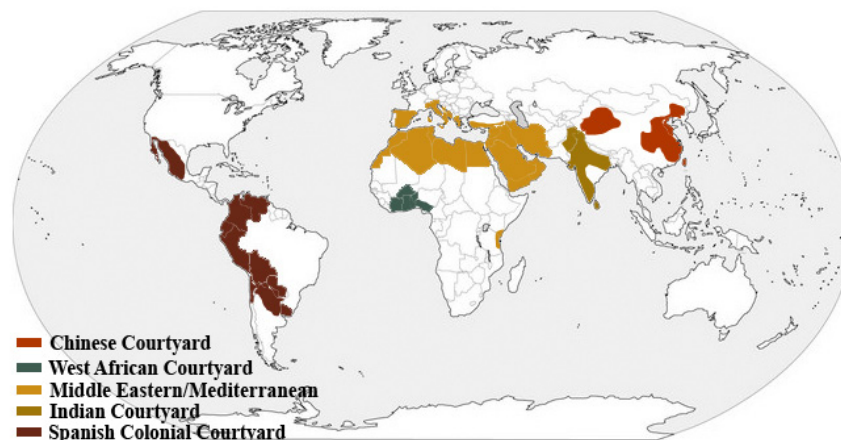 Chinese Courtyard
West African Courtyard
Middle Eastern/Mediterranean
Indian Courtyard
Spanish Colonial Courtyard